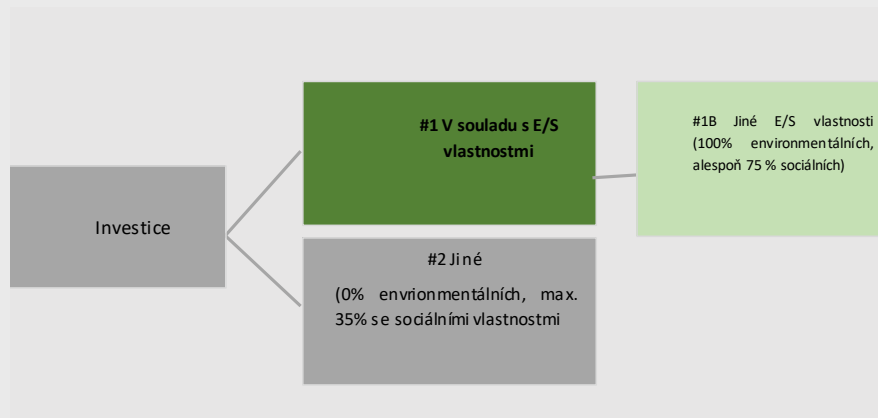 #1 V souladu s E/S
vlastnostmi
#1B Jiné E/S vlastnosti
(100% environmentálních,
alespoň 75 % sociálních)
Investice
#2 Jiné
(0% envrionmentálních, max.
35% se sociálními vlastnostmi